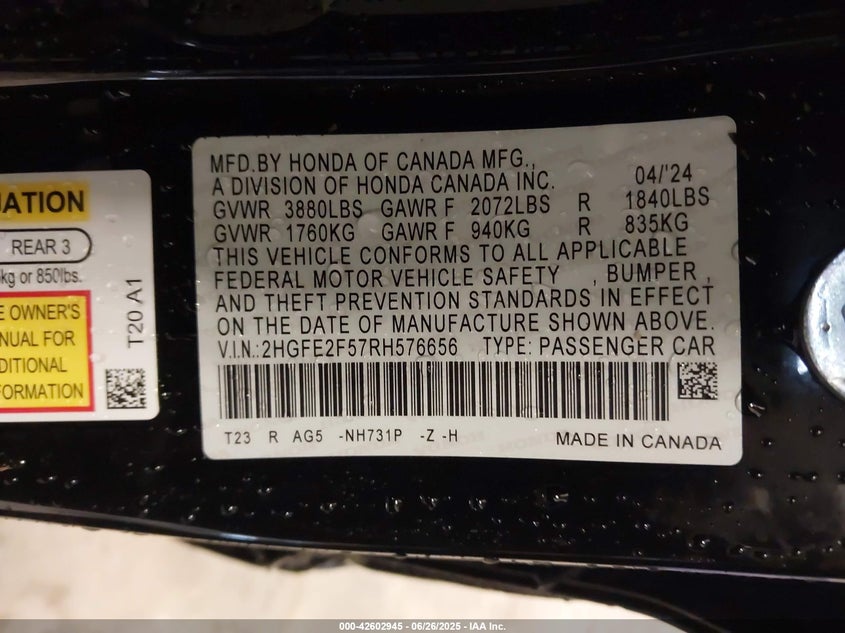 UATION
REAR 3
kg or 850lbs.
E OWNER'S
NUAL FOR
DITIONAL
FORMATION
T20 A1
MFD.BY HONDA OF CANADA MFG.,
A DIVISION OF HONDA CANADA INC. 04/'24
GVWR 3880LBS GAWR F 2072LBS R 1840LBS
GVWR 1760KG GAWR F 940KG R 835KG
THIS VEHICLE CONFORMS TO ALL APPLICABLE
FEDERAL MOTOR VEHICLE SAFETY , BUMPER ,
AND THEFT PREVENTION STANDARDS IN EFFECT
ON THE DATE OF MANUFACTURE SHOWN ABOVE.
V.I.N.:2HGFE2F57RH576656 TYPE: PASSENGER CAR
T23 R AG5 -NH731P -Z -H MADE IN CANADA
000-42602945 - 06/26/2025 - IAA Inc.